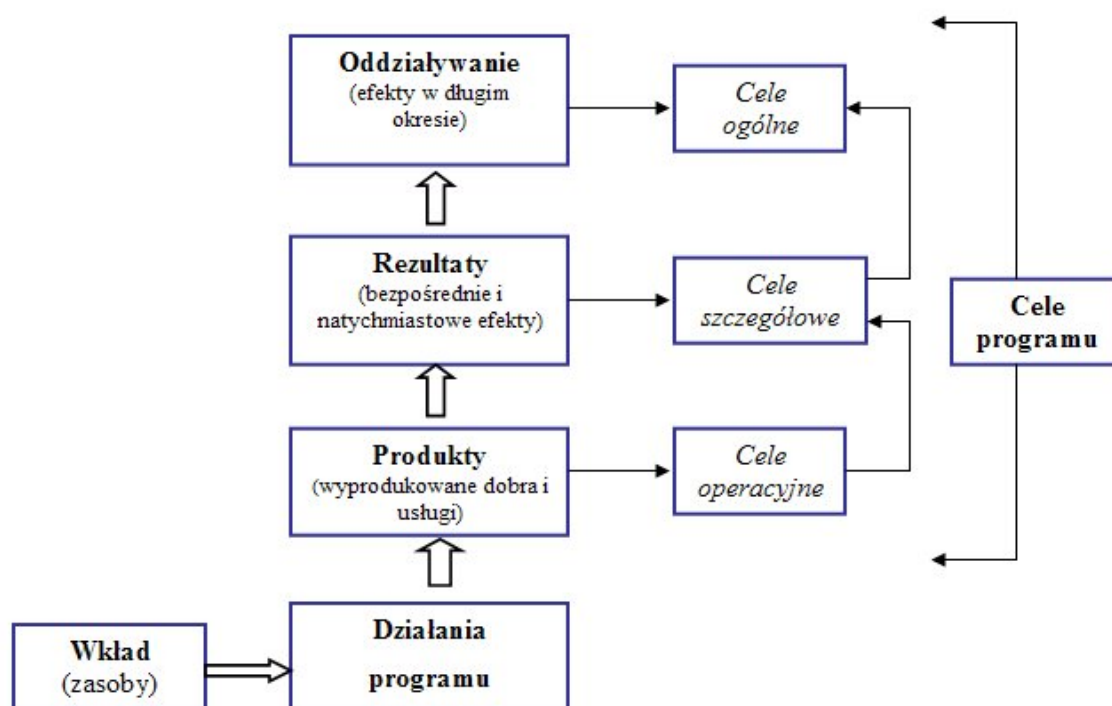 Oddziaływanie
(efekty w długim
okresie)
Cele
ogólne
Rezultaty
(bezpośrednie i
natychmiastowe efekty)
Cele
szczegółowe
Cele
programu
Produkty
(wyprodukowane dobra i
usługi)
Cele
operacyjne
Wkład
(zasoby)
Działania
programu